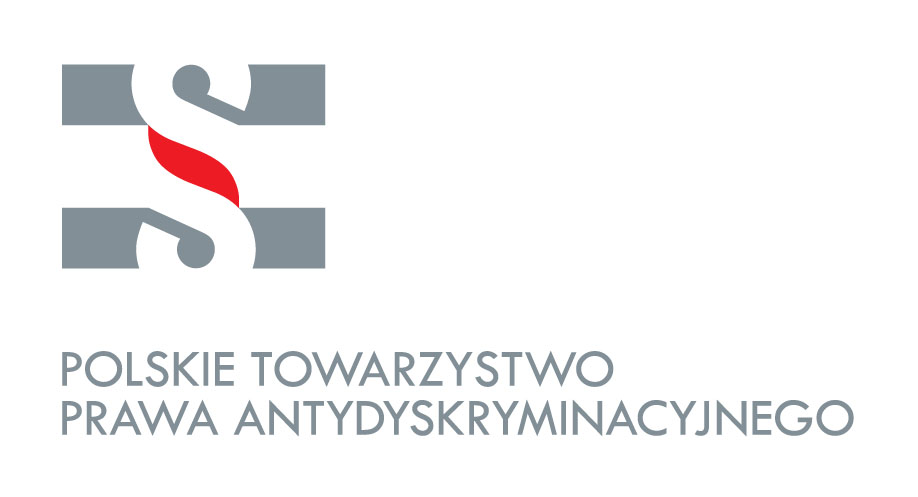 POLSKIE TOWARZYSTWO
PRAWA ANTYDYSKRYMINACYJNEGO